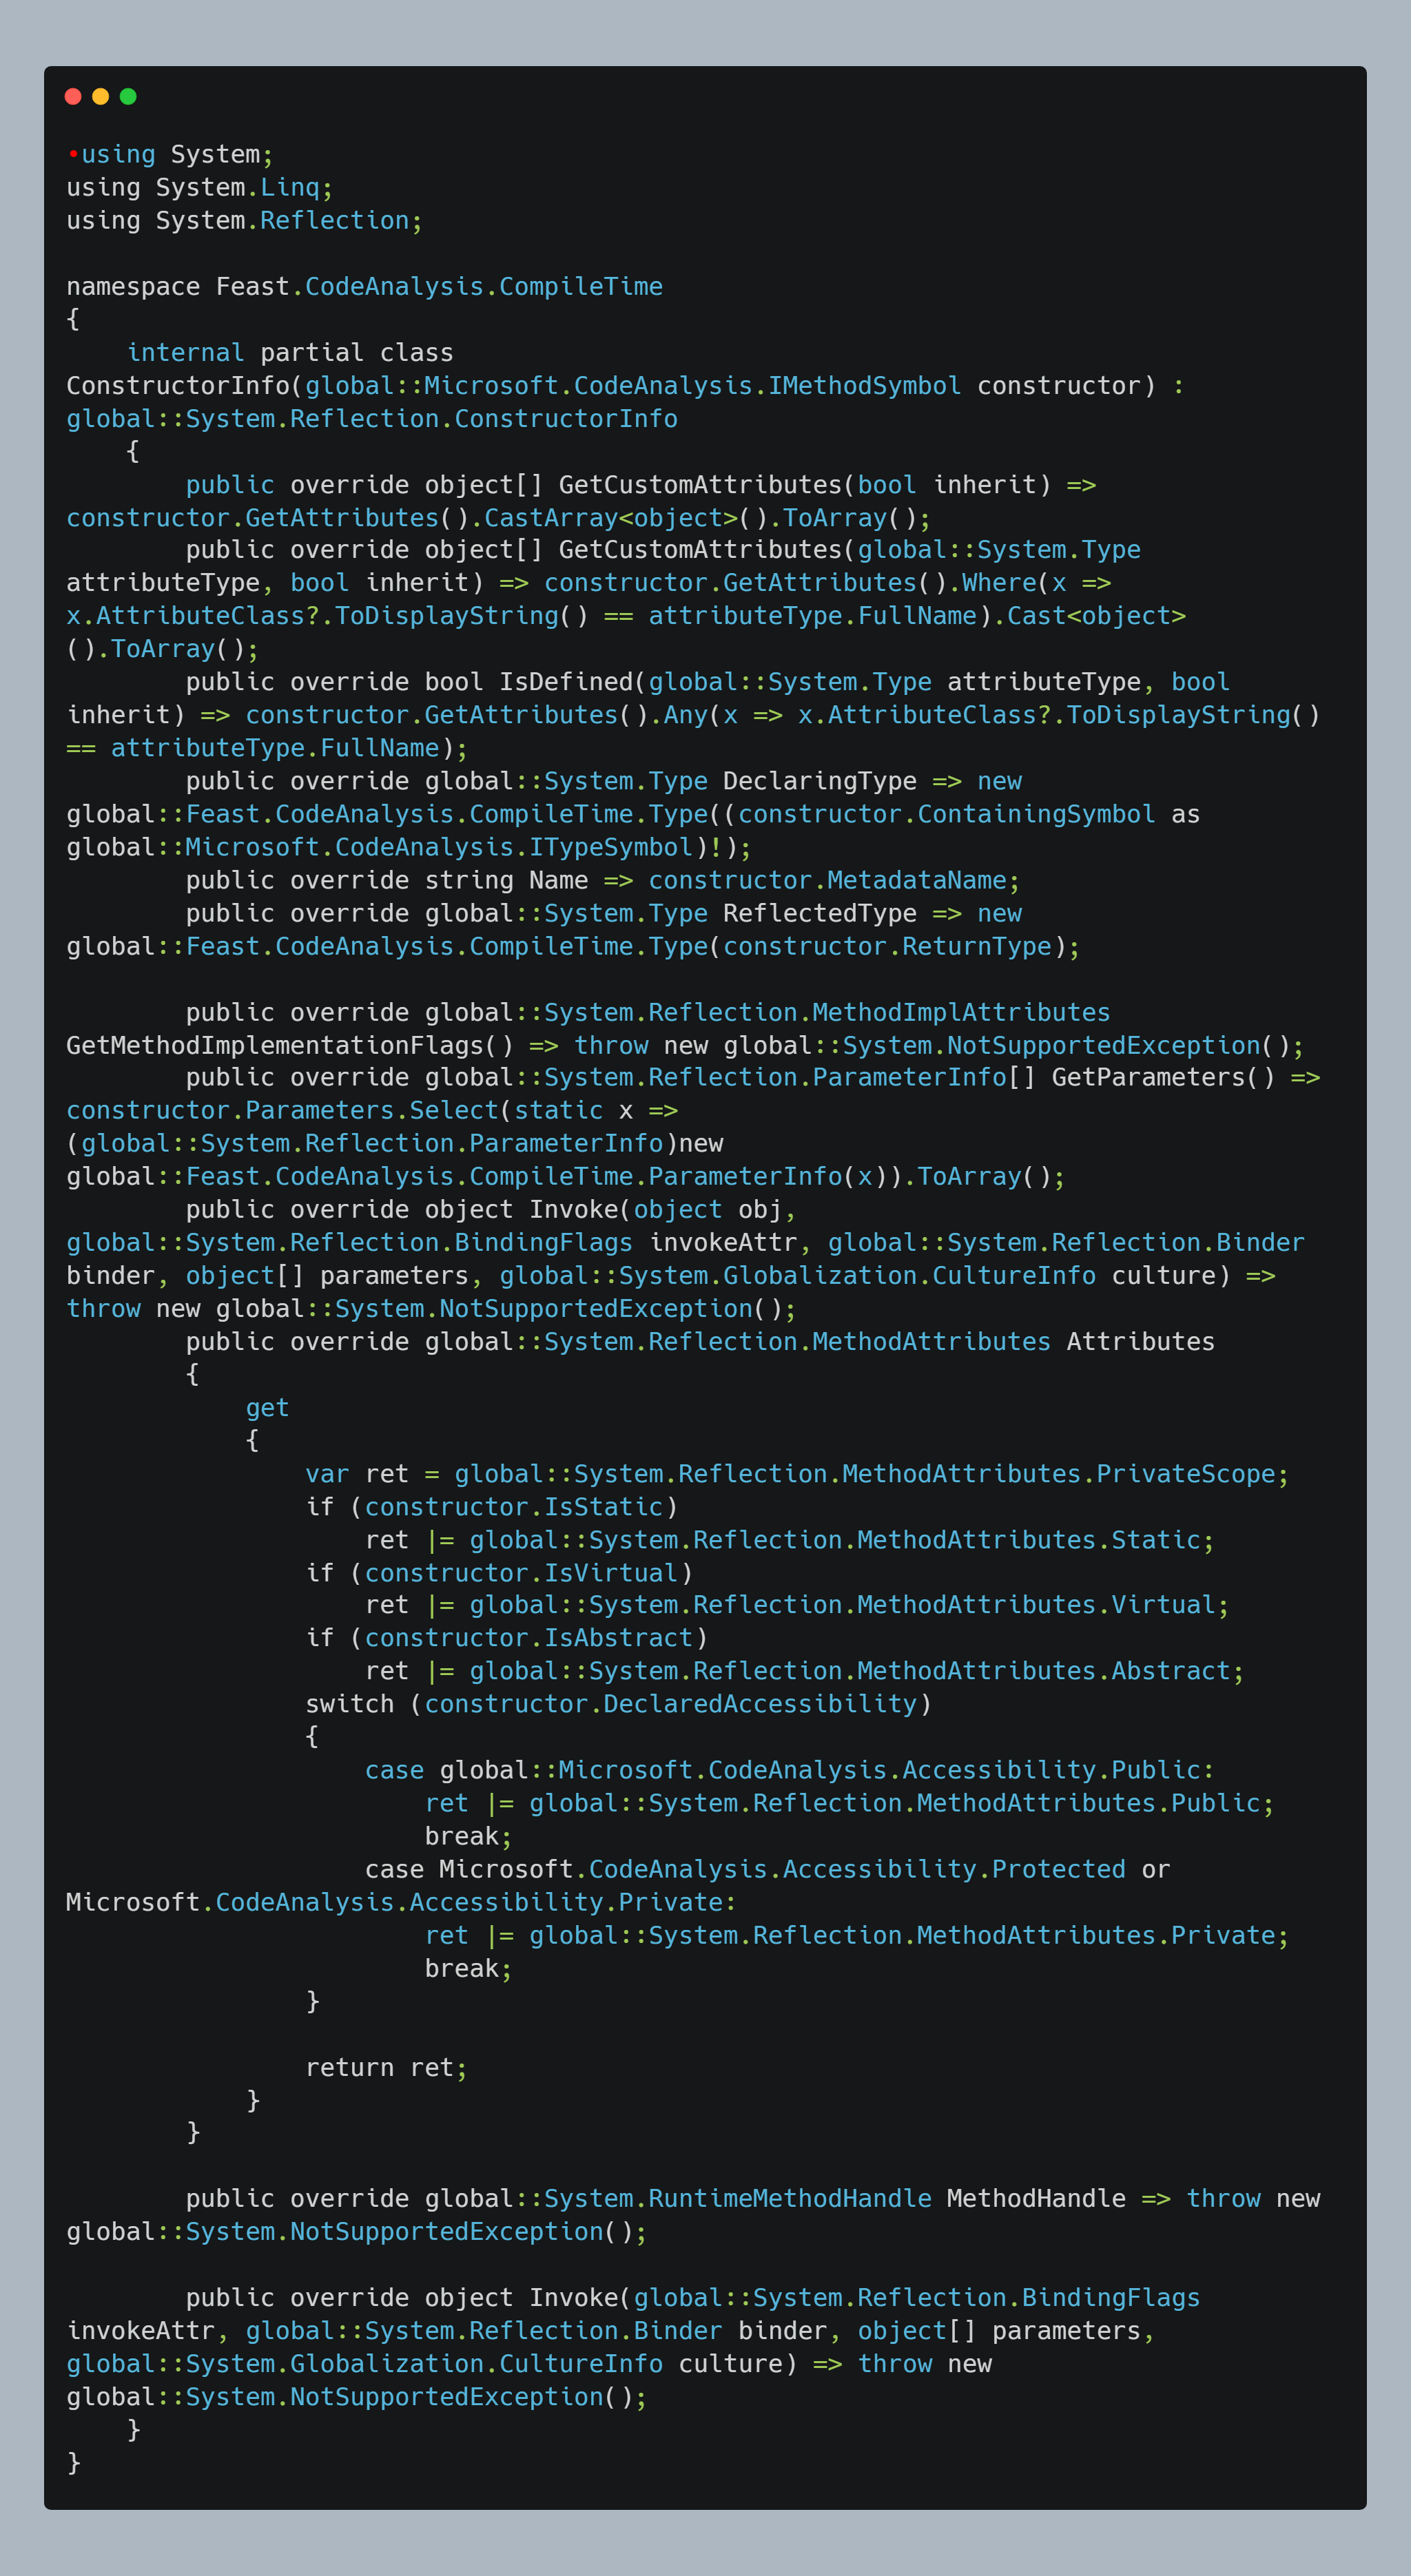 •using System;
using System.Linq;
using System.Reflection;

namespace Feast.CodeAnalysis.CompileTime
{
    internal partial class
ConstructorInfo(global::Microsoft.CodeAnalysis.IMethodSymbol constructor) :
global::System.Reflection.ConstructorInfo
    {
        public override object[] GetCustomAttributes(bool inherit) =>
constructor.GetAttributes().CastArray<object>().ToArray();
        public override object[] GetCustomAttributes(global::System.Type
attributeType, bool inherit) => constructor.GetAttributes().Where(x =>
x.AttributeClass?.ToDisplayString() == attributeType.FullName).Cast<object>
().ToArray();
        public override bool IsDefined(global::System.Type attributeType, bool
inherit) => constructor.GetAttributes().Any(x => x.AttributeClass?.ToDisplayString()
== attributeType.FullName);
        public override global::System.Type DeclaringType => new
global::Feast.CodeAnalysis.CompileTime.Type((constructor.ContainingSymbol as
global::Microsoft.CodeAnalysis.ITypeSymbol)!);
        public override string Name => constructor.MetadataName;
        public override global::System.Type ReflectedType => new
global::Feast.CodeAnalysis.CompileTime.Type(constructor.ReturnType);

        public override global::System.Reflection.MethodImplAttributes
GetMethodImplementationFlags() => throw new global::System.NotSupportedException();
        public override global::System.Reflection.ParameterInfo[] GetParameters() =>
constructor.Parameters.Select(static x =>
(global::System.Reflection.ParameterInfo)new
global::Feast.CodeAnalysis.CompileTime.ParameterInfo(x)).ToArray();
        public override object Invoke(object obj,
global::System.Reflection.BindingFlags invokeAttr, global::System.Reflection.Binder
binder, object[] parameters, global::System.Globalization.CultureInfo culture) =>
throw new global::System.NotSupportedException();
        public override global::System.Reflection.MethodAttributes Attributes
        {
            get
            {
                var ret = global::System.Reflection.MethodAttributes.PrivateScope;
                if (constructor.IsStatic)
                    ret |= global::System.Reflection.MethodAttributes.Static;
                if (constructor.IsVirtual)
                    ret |= global::System.Reflection.MethodAttributes.Virtual;
                if (constructor.IsAbstract)
                    ret |= global::System.Reflection.MethodAttributes.Abstract;
                switch (constructor.DeclaredAccessibility)
                {
                    case global::Microsoft.CodeAnalysis.Accessibility.Public:
                        ret |= global::System.Reflection.MethodAttributes.Public;
                        break;
                    case Microsoft.CodeAnalysis.Accessibility.Protected or
Microsoft.CodeAnalysis.Accessibility.Private:
                        ret |= global::System.Reflection.MethodAttributes.Private;
                        break;
                }

                return ret;
            }
        }

        public override global::System.RuntimeMethodHandle MethodHandle => throw new
global::System.NotSupportedException();

        public override object Invoke(global::System.Reflection.BindingFlags
invokeAttr, global::System.Reflection.Binder binder, object[] parameters,
global::System.Globalization.CultureInfo culture) => throw new
global::System.NotSupportedException();
    }
}